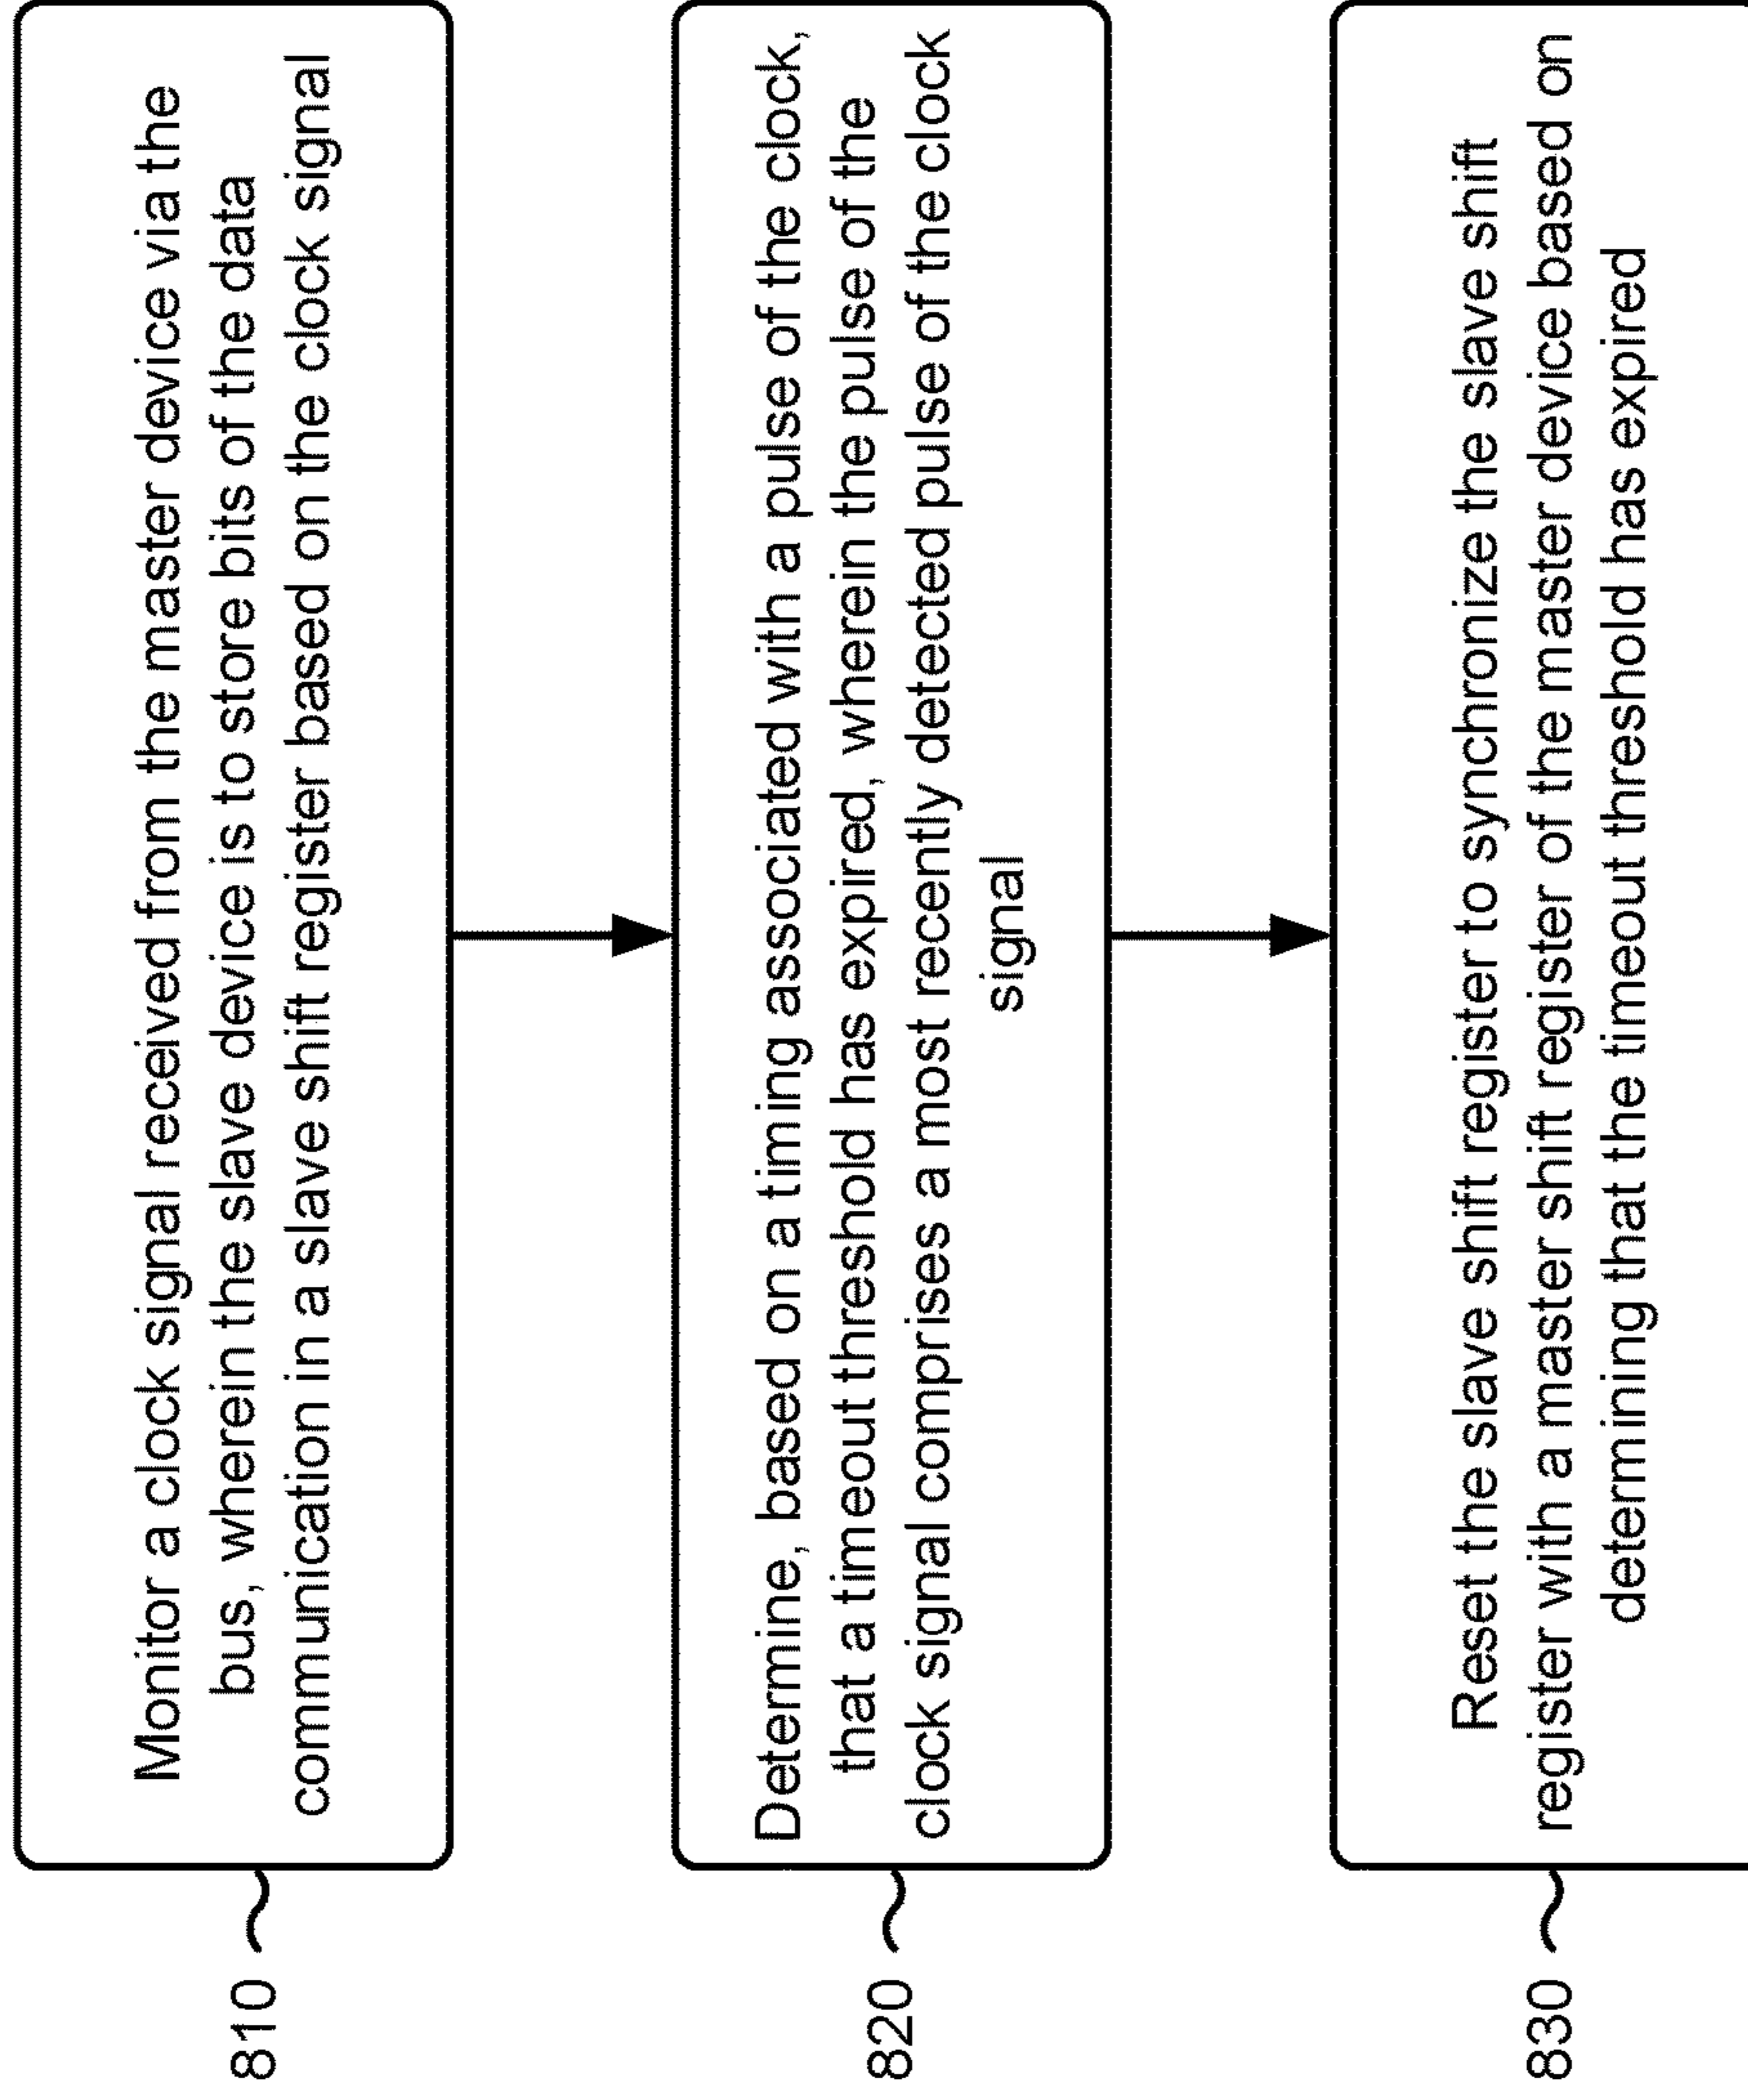 810
Monitor a clock signal received from the master device via the
bus, wherein the slave device is to store bits of the data
communication in a slave shift register based on the clock signal
820
Determine, based on a timing associated with a pulse of the clock,
that a timeout threshold has expired, wherein the pulse of the
clock signal comprises a most recently detected pulse of the clock
signal
830
Reset the slave shift register to synchronize the slave shift
register with a master shift register of the master device based on
determining that the timeout threshold has expired